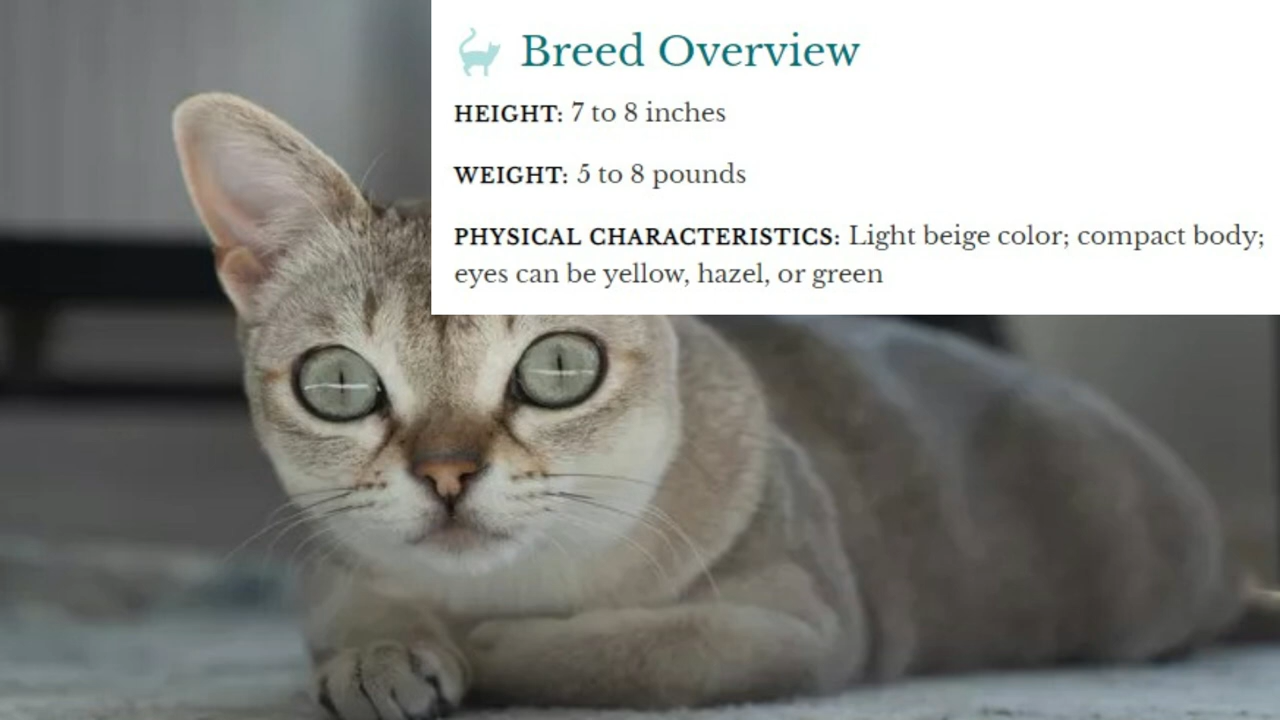 Breed Overview
HEIGHT: 7 to 8 inches
WEIGHT: 5 to 8 pounds
PHYSICAL CHARACTERISTICS: Light beige color; compact body;
eyes can be yellow, hazel, or green